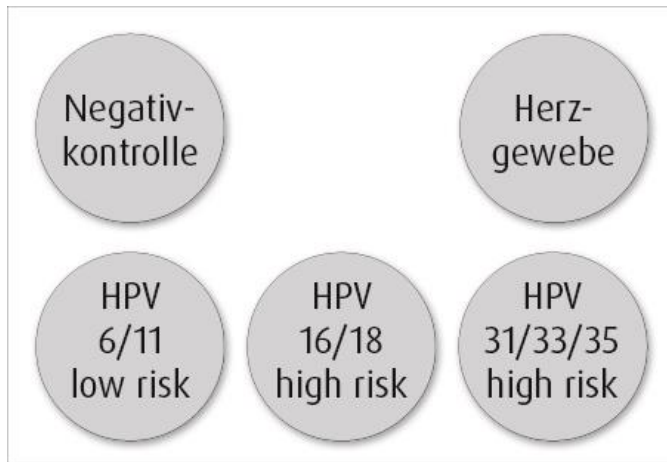 Negativ-
kontrolle
Herz-
gewebe
HPV
6/11
low risk
HPV
16/18
high risk
HPV
31/33/35
high risk